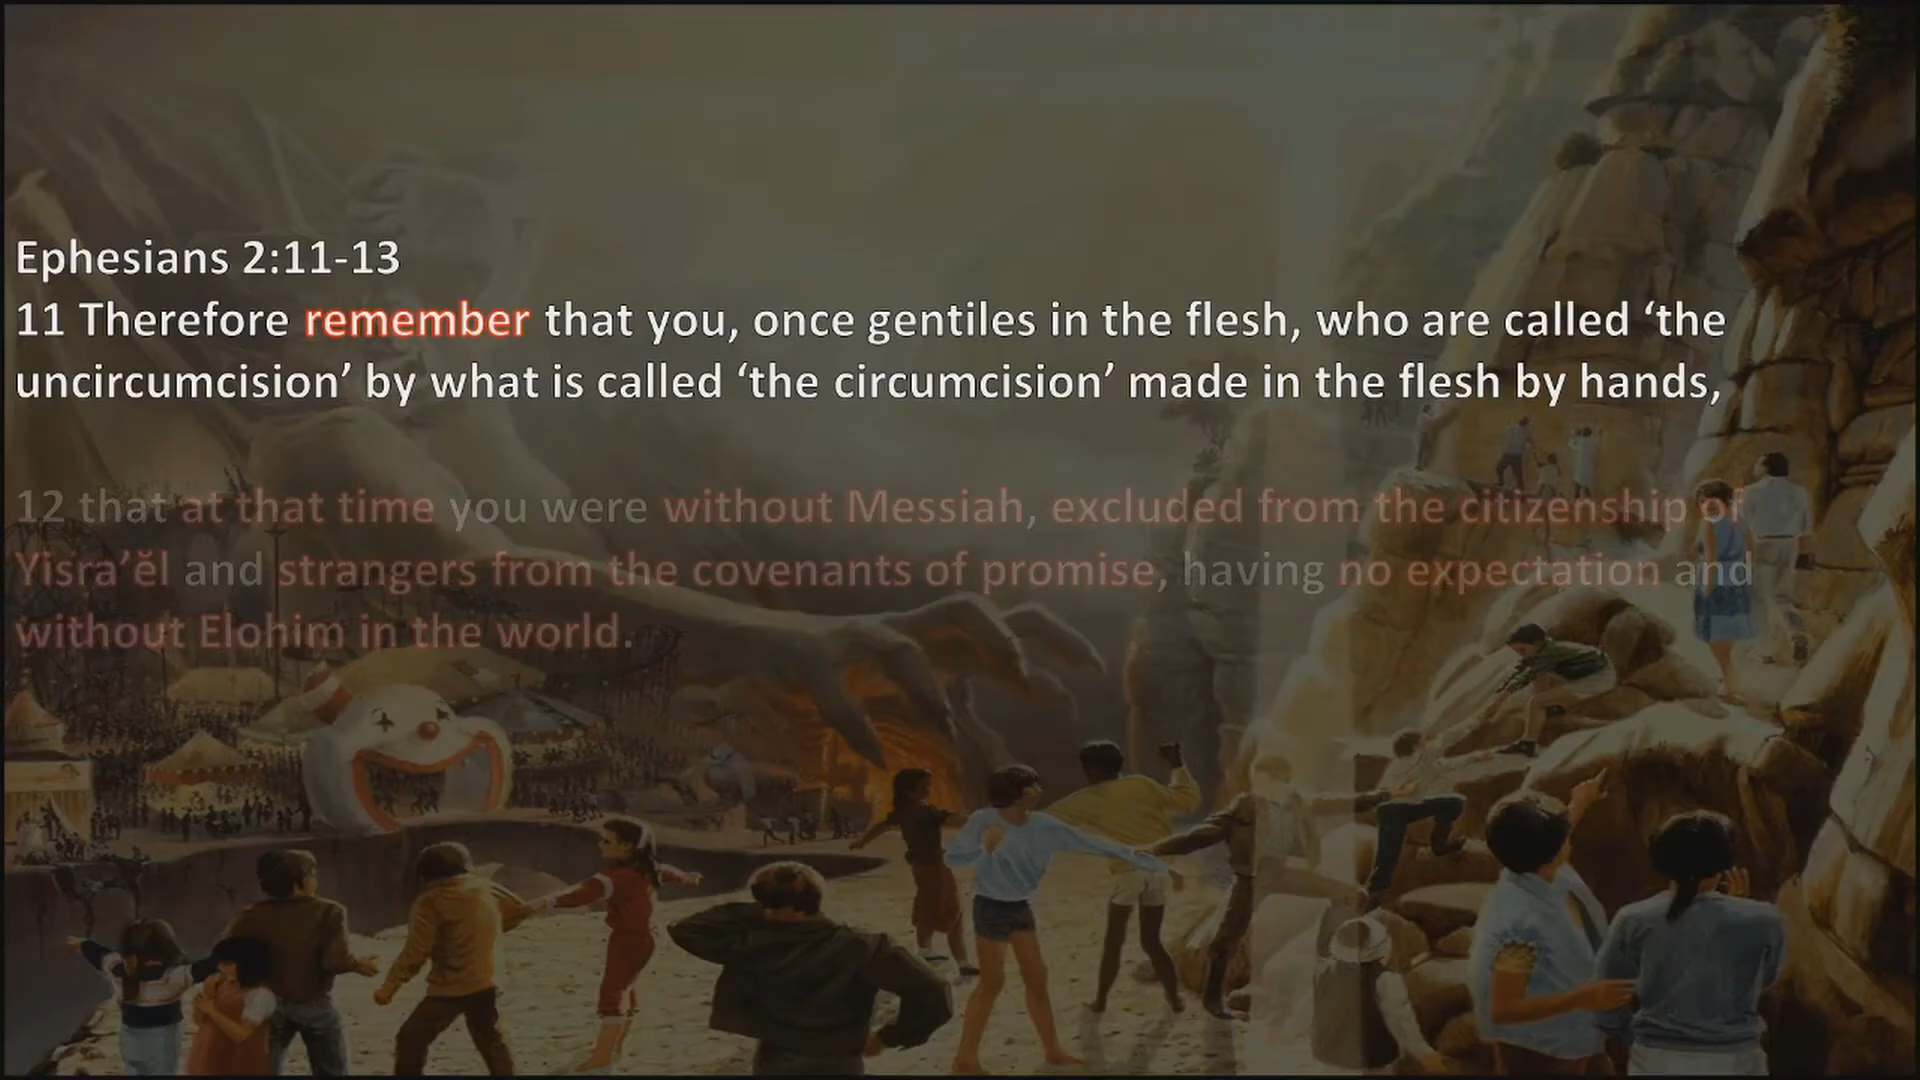 Ephesians 2:11-13
11 Therefore remember that you, once gentiles in the flesh, who are called ‘the
uncircumcision’ by what is called ‘the circumcision’ made in the flesh by hands,
12 that at that time you were without Messiah, excluded from the citizenship of
Yisra’ĕl and strangers from the covenants of promise, having no expectation and
without Elohim in the world.